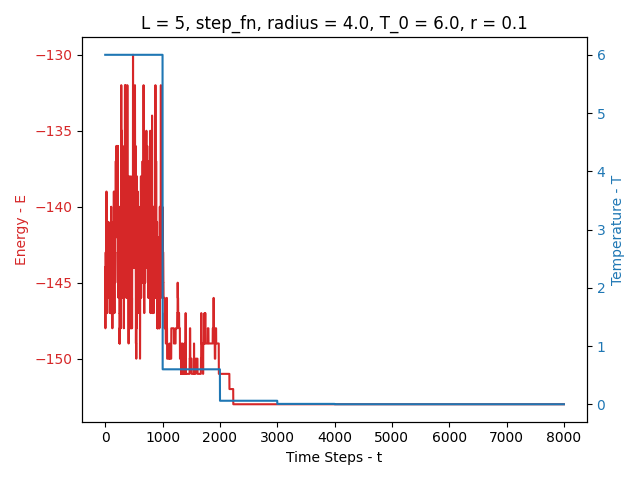 L = 5, step_fn, radius = 4.0, T_0 = 6.0, r = 0.1
−130
−135
−140
−145
−150
Energy - E
6
5
4
3
2
1
0
Temperature - T
0 1000 2000 3000 4000 5000 6000 7000 8000
Time Steps - t